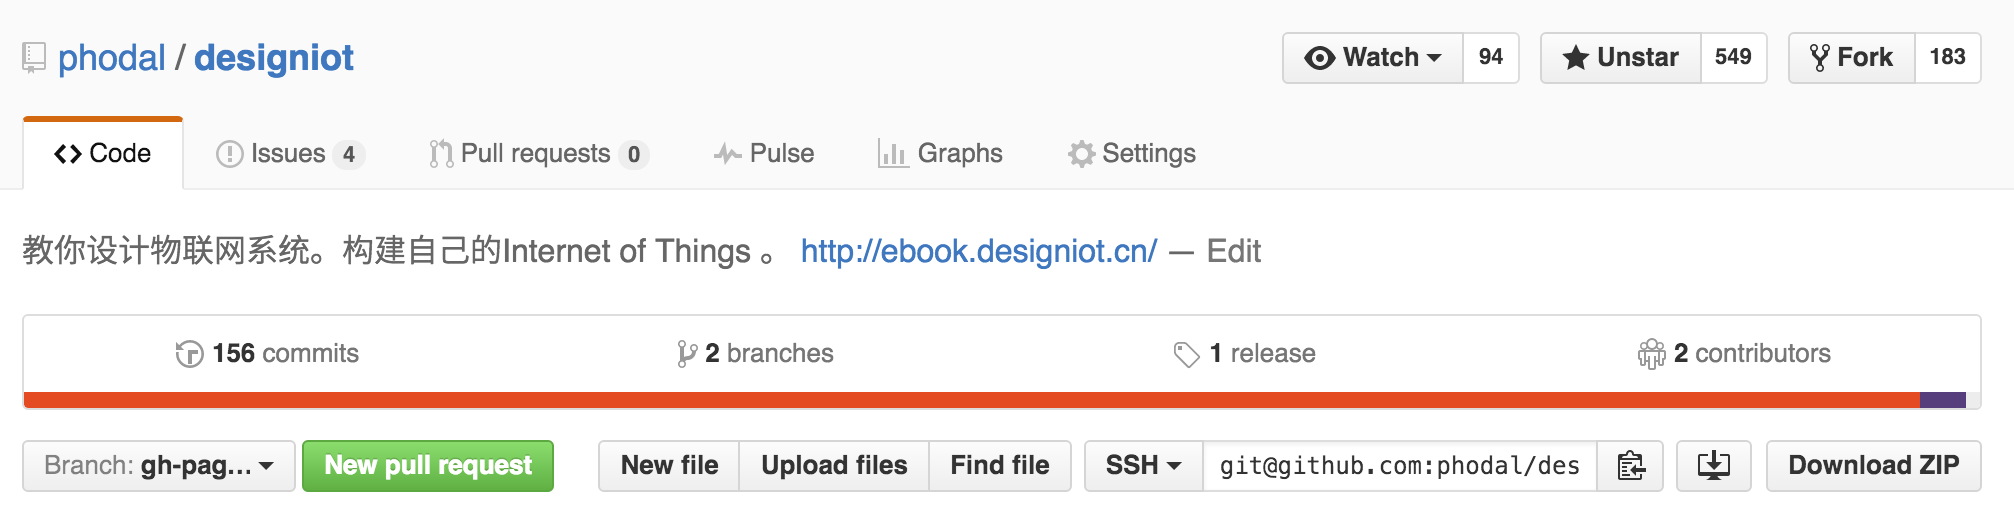 phodal / designiot Watch 94 Unstar 549 Fork 183
Code Issues 4 Pull requests 0 Pulse Graphs Settings
教你设计物联网系统。构建自己的Internet of Things 。 http://ebook.designiot.cn/ — Edit
156 commits 2 branches 1 release 2 contributors
Branch: gh-pag... New pull request New file Upload files Find file SSH git@github.com:phodal/des Download ZIP